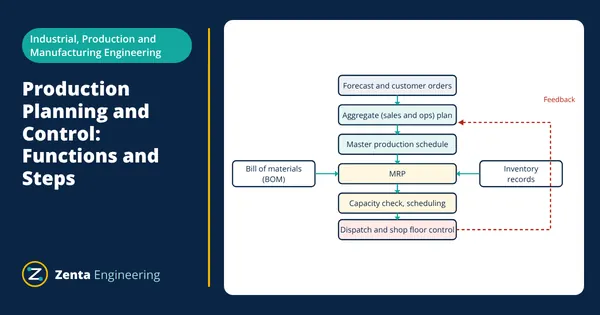 Industrial, Production and
Manufacturing Engineering
Production
Planning and
Control:
Functions and
Steps
Zenta Engineering
Forecast and customer orders
Feedback
Aggregate (sales and ops) plan
Master production schedule
Bill of materials
(BOM)
MRP
Inventory
records
Capacity check, scheduling
Dispatch and shop floor control